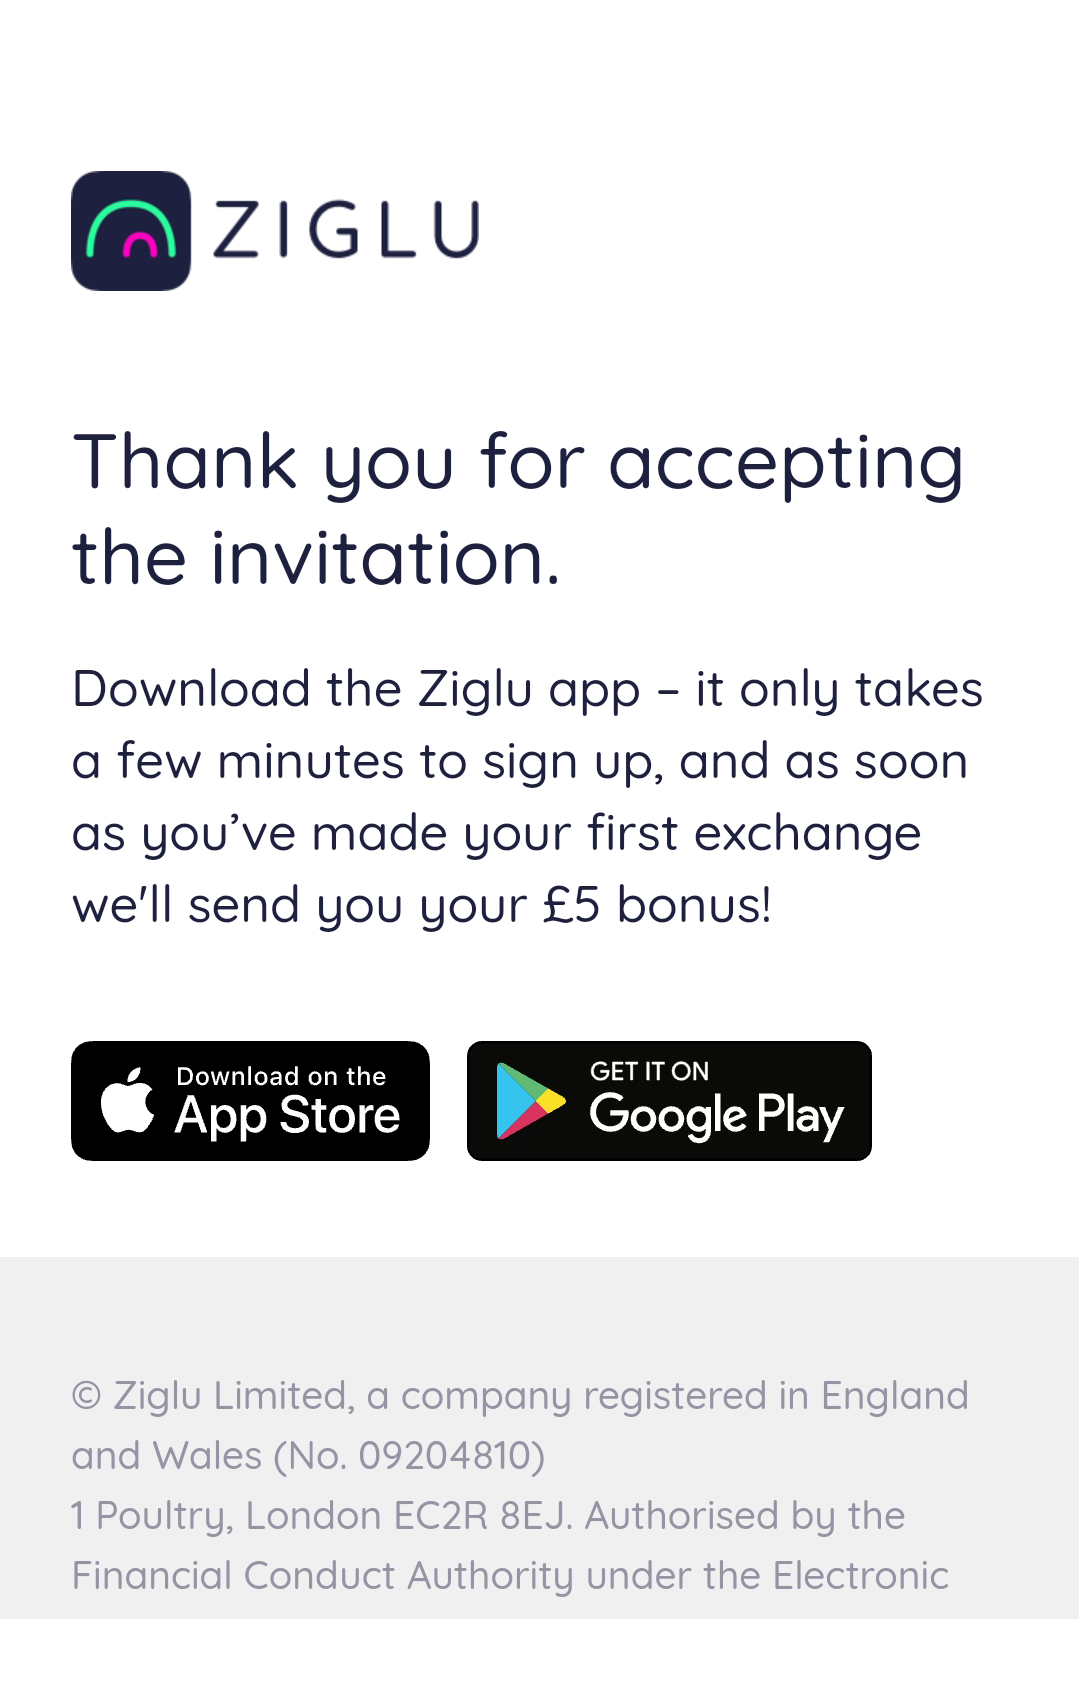 ZIGLU
Thank you for accepting
the invitation.
Download the Ziglu app – it only takes
a few minutes to sign up, and as soon
as you’ve made your first exchange
we'll send you your £5 bonus!
Download on the
App Store
GET IT ON
Google Play
© Ziglu Limited, a company registered in England
and Wales (No. 09204810)
1 Poultry, London EC2R 8EJ. Authorised by the
Financial Conduct Authority under the Electronic